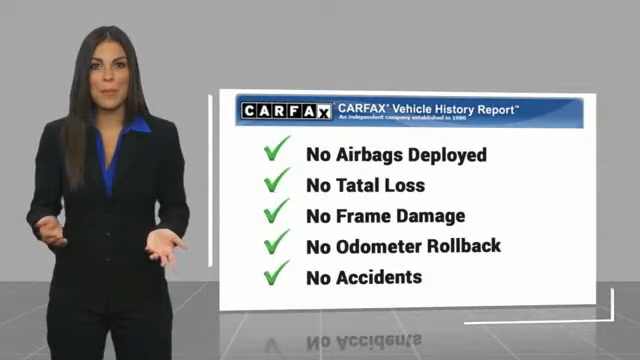 CARFAX CARFAX® Vehicle History Report™
An independent company established in 1986
No Airbags Deployed
No Tatal Loss
No Frame Damage
No Odometer Rollback
No Accidents